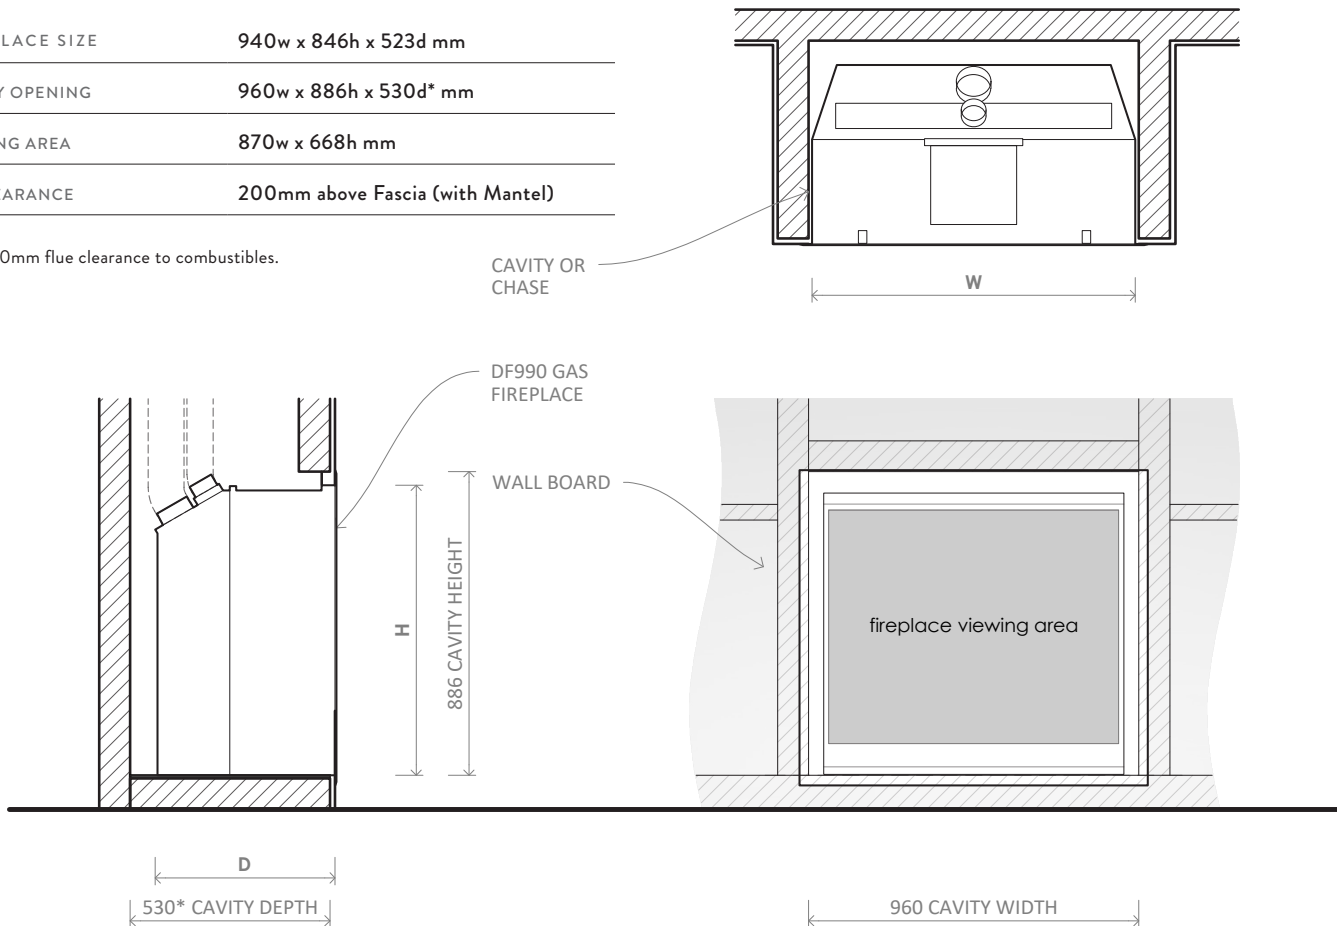 LACE SIZE 940w x 846h x 523d mm
Y OPENING 960w x 886h x 530d* mm
NG AREA 870w x 668h mm
EARANCE 200mm above Fascia (with Mantel)
0mm flue clearance to combustibles.
CAVITY OR
CHASE
W
DF990 GAS
FIREPLACE
WALL BOARD
H
886 CAVITY HEIGHT
fireplace viewing area
D
530* CAVITY DEPTH
960 CAVITY WIDTH